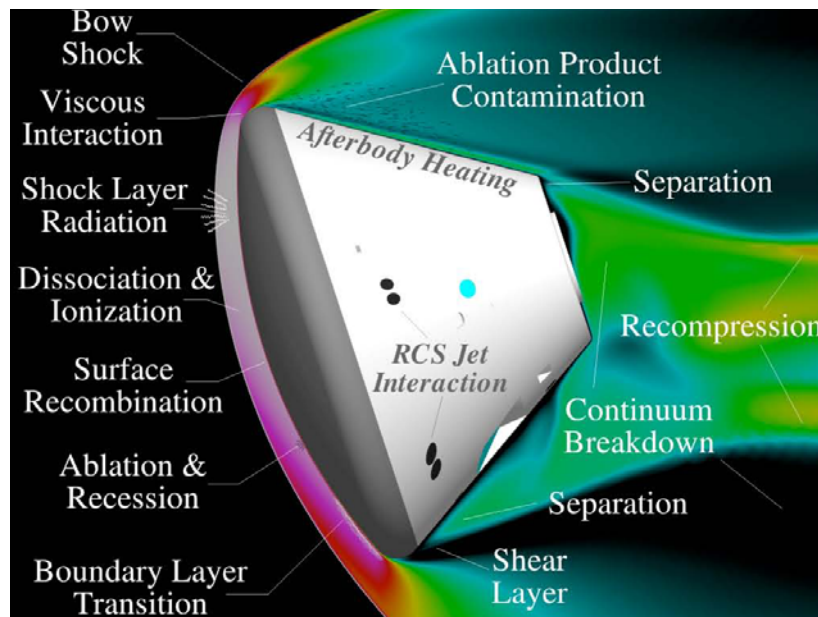 Bow
Shock
Viscous
Interaction
Shock Layer
Radiation
Dissociation &
Ionization
Surface
Recombination
Ablation &
Recession
Boundary Layer
Transition
Ablation Product
Contamination
Afterbody Heating
Separation
RCS Jet
Interaction
Recompression
Continuum
Breakdown
Separation
Shear
Layer